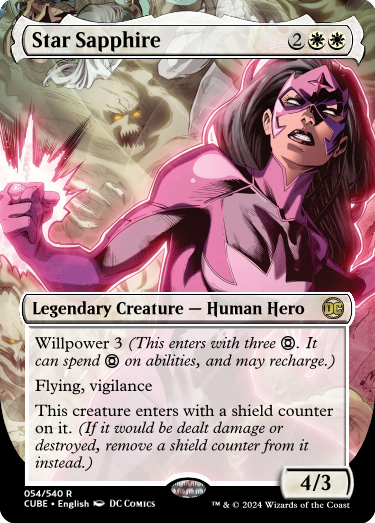 Star Sapphire 2
Legendary Creature — Human Hero DC
Willpower 3 (This enters with three . It
can spend  on abilities, and may recharge.)
Flying, vigilance
This creature enters with a shield counter
on it. (If it would be dealt damage or
destroyed, remove a shield counter from it
instead.)
4/3
054/540 R
CUBE • English DC COMICS
™ & © 2024 Wizards of the Coast